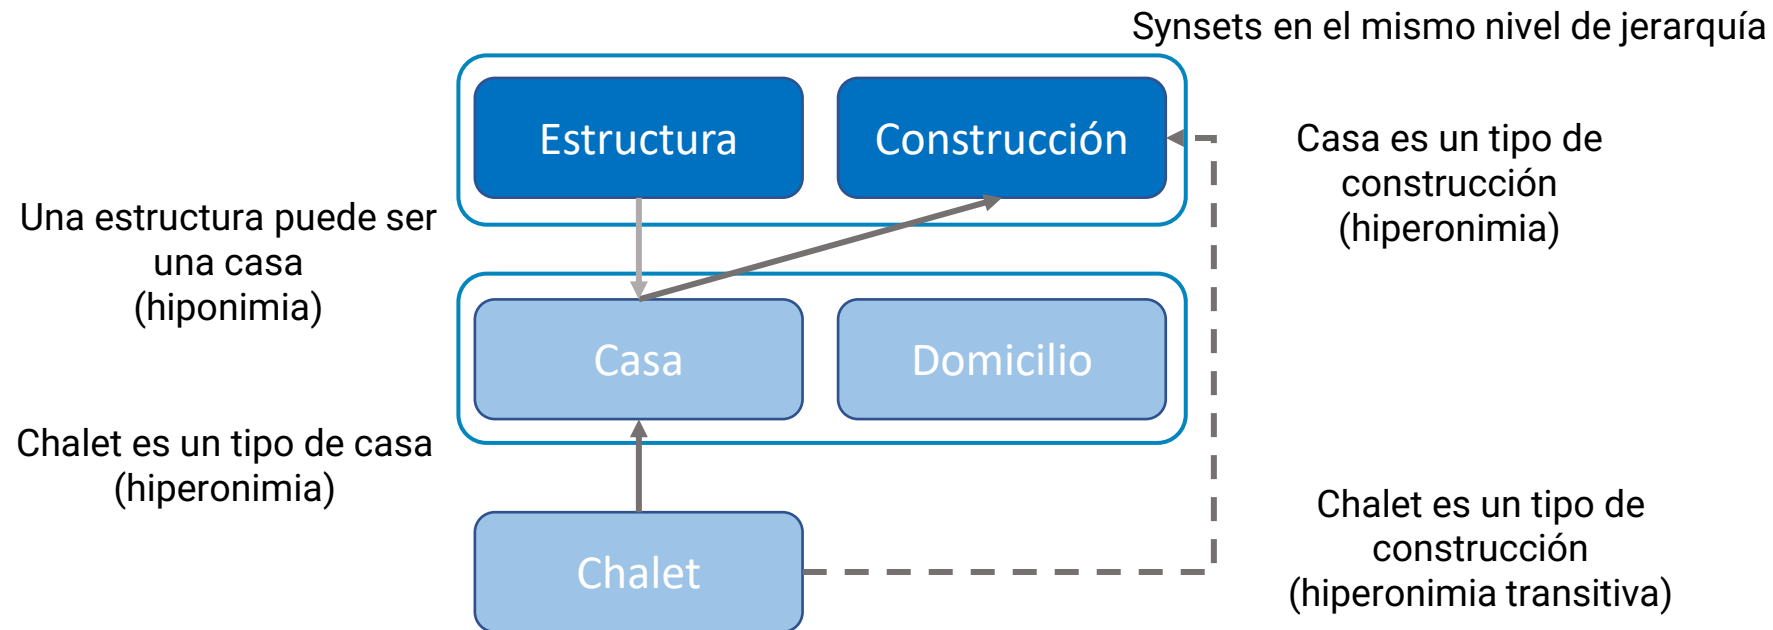 Synsets en el mismo nivel de jerarquía
Estructura
Construcción
Casa es un tipo de
construcción
(hiperonimia)
Una estructura puede ser
una casa
(hiponimia)
Casa
Domicilio
Chalet es un tipo de casa
(hiperonimia)
Chalet
Chalet es un tipo de
construcción
(hiperonimia transitiva)